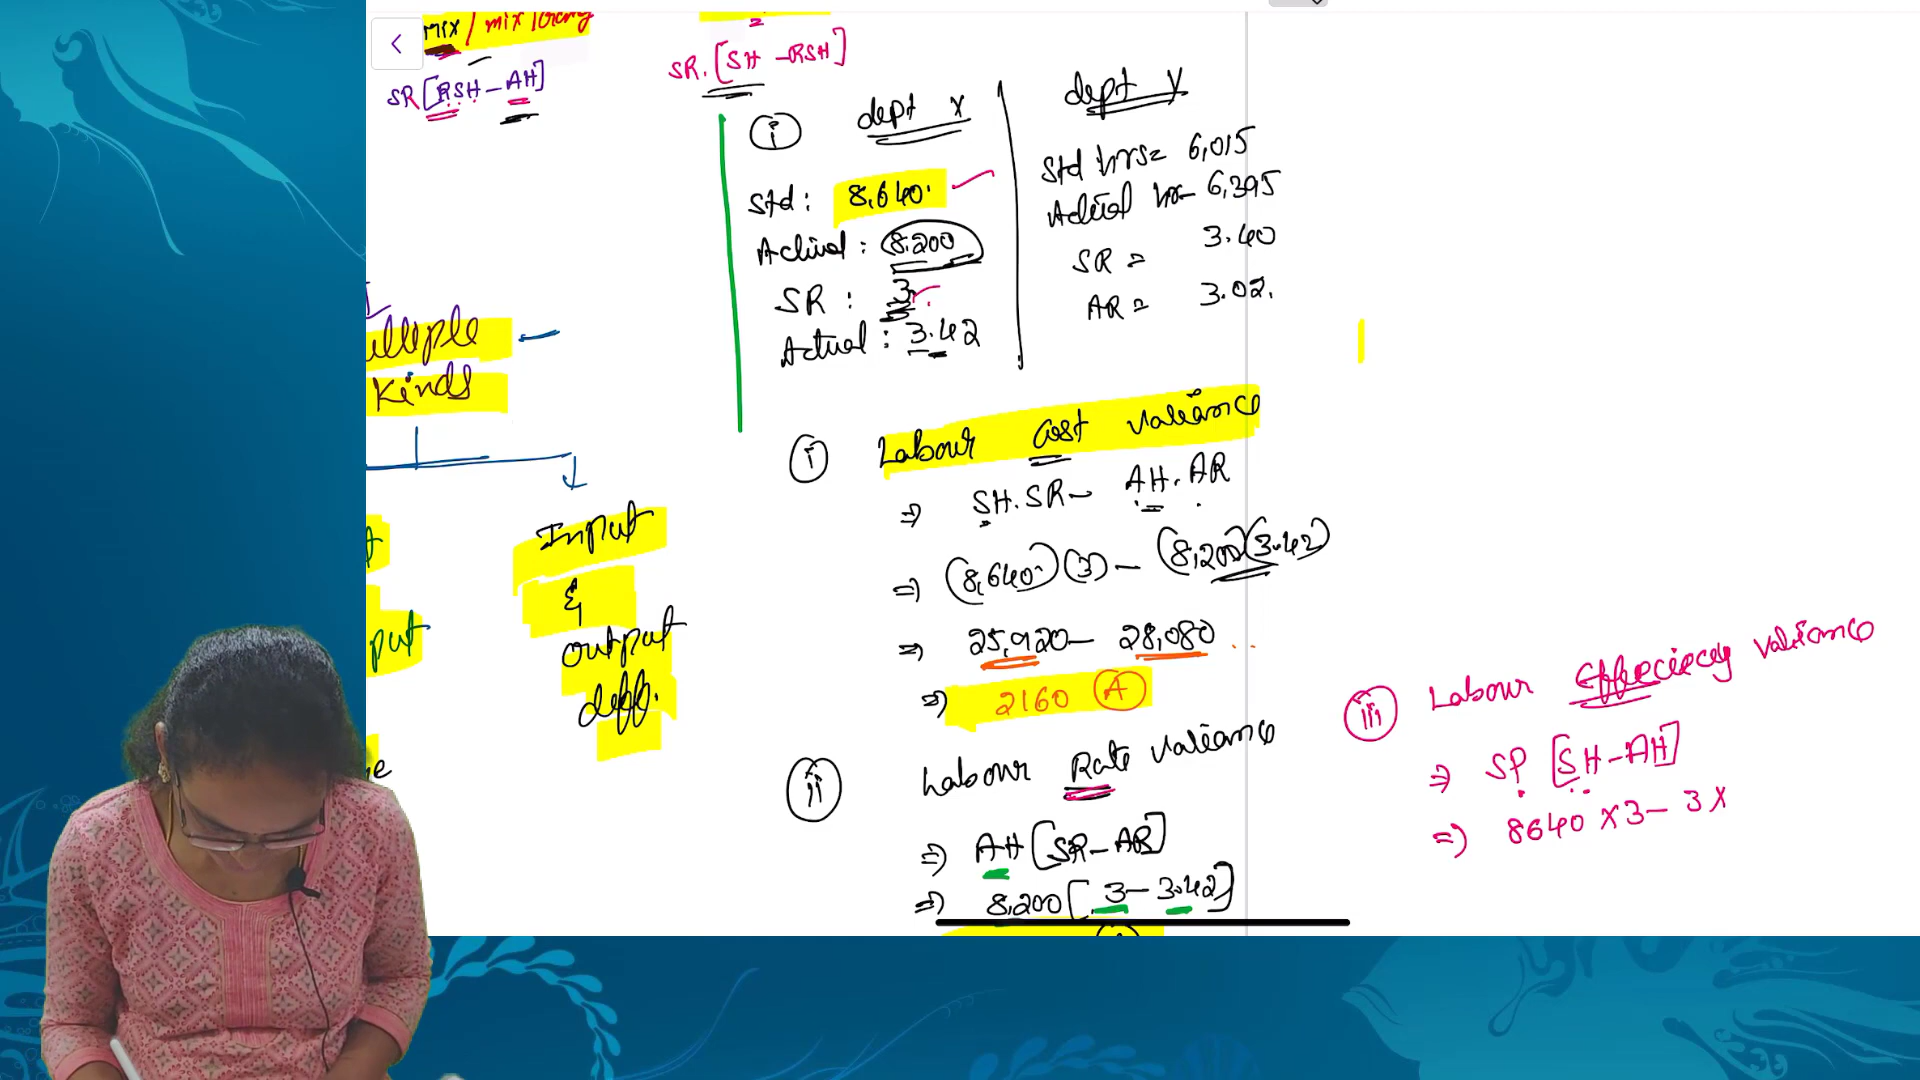 mix / mix
SR [RSH - AH]
SR. [SH - RSH]
Multiple
Kinds
Input
&
output
diff.
(i) dept X
Std : 8,640.
Actual : 8,200
SR : 3
Actual : 3.42
dept Y
Std hrs = 6,015
Actual hr - 6,395
SR = 3.40
AR = 3.02.
(i) Labour Cost Variance
⇒ SH.SR - AH.AR
⇒ (8,640.) (3) - (8,200)(3.42)
⇒ 25,920 - 28,080 ..
⇒ 2160 (A)
(ii) Labour Rate Variance
⇒ AH [SR - AR]
⇒ 8,200 [3 - 3.42]
(iii) Labour Effeciecy Variance
⇒ SP [SH - AH]
⇒ 8640 x 3 - 3 x